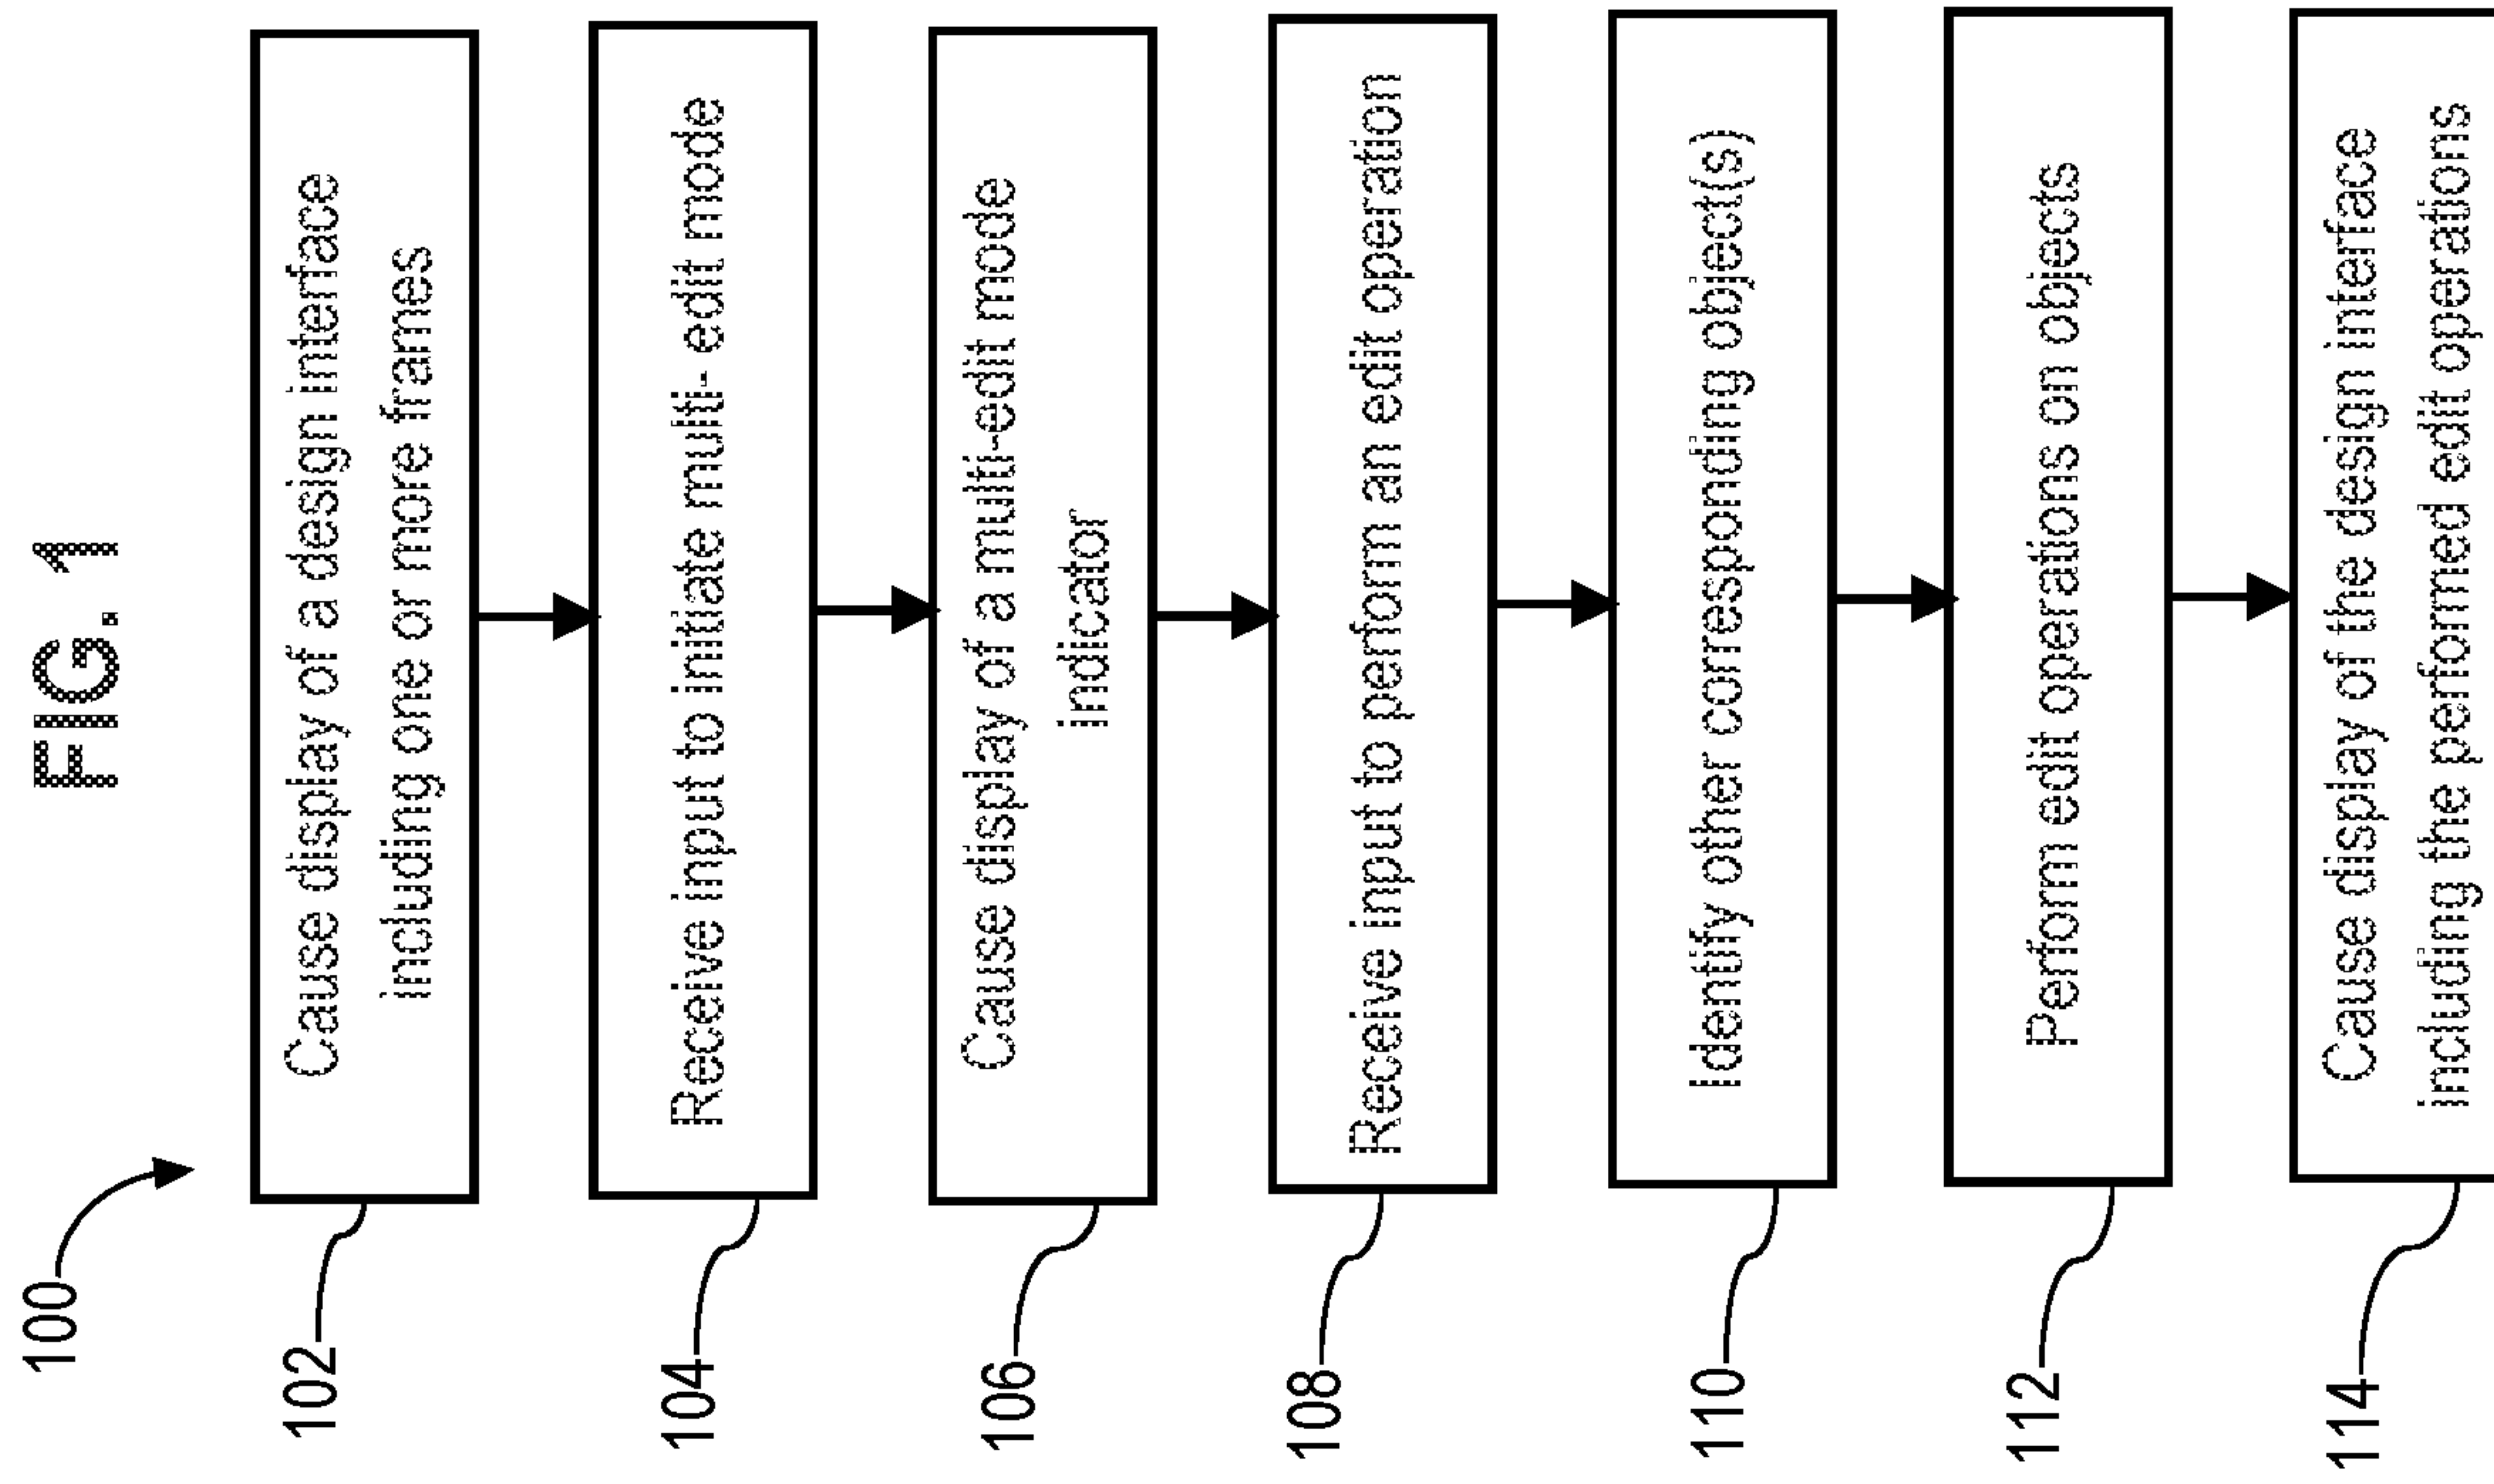 FIG. 1
100
102
Cause display of a design interface
including one or more frames
104
Receive input to initiate multi- edit mode
106
Cause display of a multi-edit mode
indicator
108
Receive input to perform an edit operation
110
Identify other corresponding object(s)
112
Perform edit operations on objects
114
Cause display of the design interface
including the performed edit operations